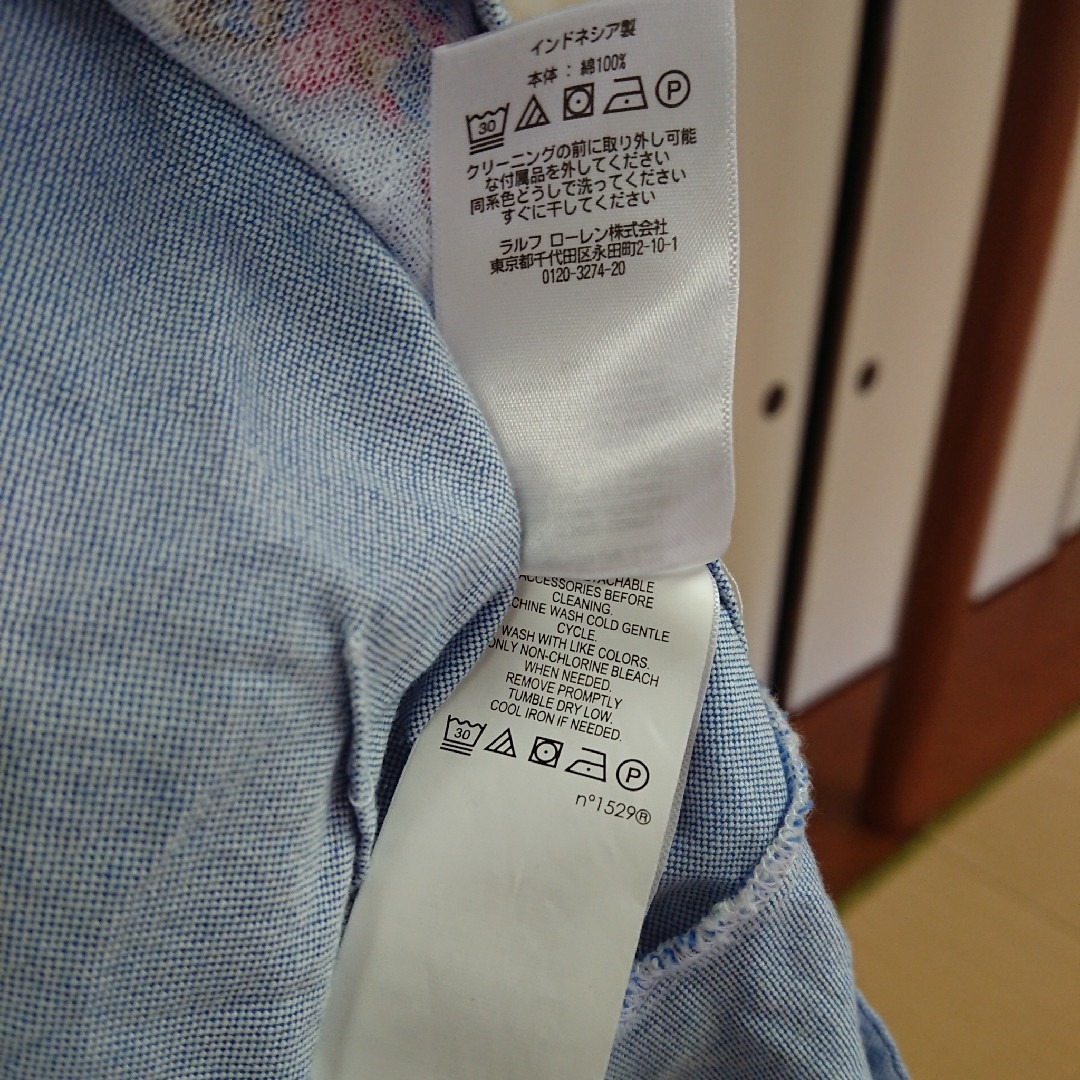 インドネシア製
本体 : 綿100%
30 P
クリーニングの前に取り外し可能
な付属品を外してください
同系色どうしで洗ってください
すぐに干してください
ラルフ ローレン株式会社
東京都千代田区永田町2-10-1
0120-3274-20
ACCESSORIES BEFORE
CLEANING.
WASH COLD GENTLE
CYCLE.
WASH WITH LIKE COLORS.
ONLY NON-CHLORINE BLEACH
WHEN NEEDED.
REMOVE PROMPTLY
TUMBLE DRY LOW.
COOL IRON IF NEEDED.
30 P
n°1529®